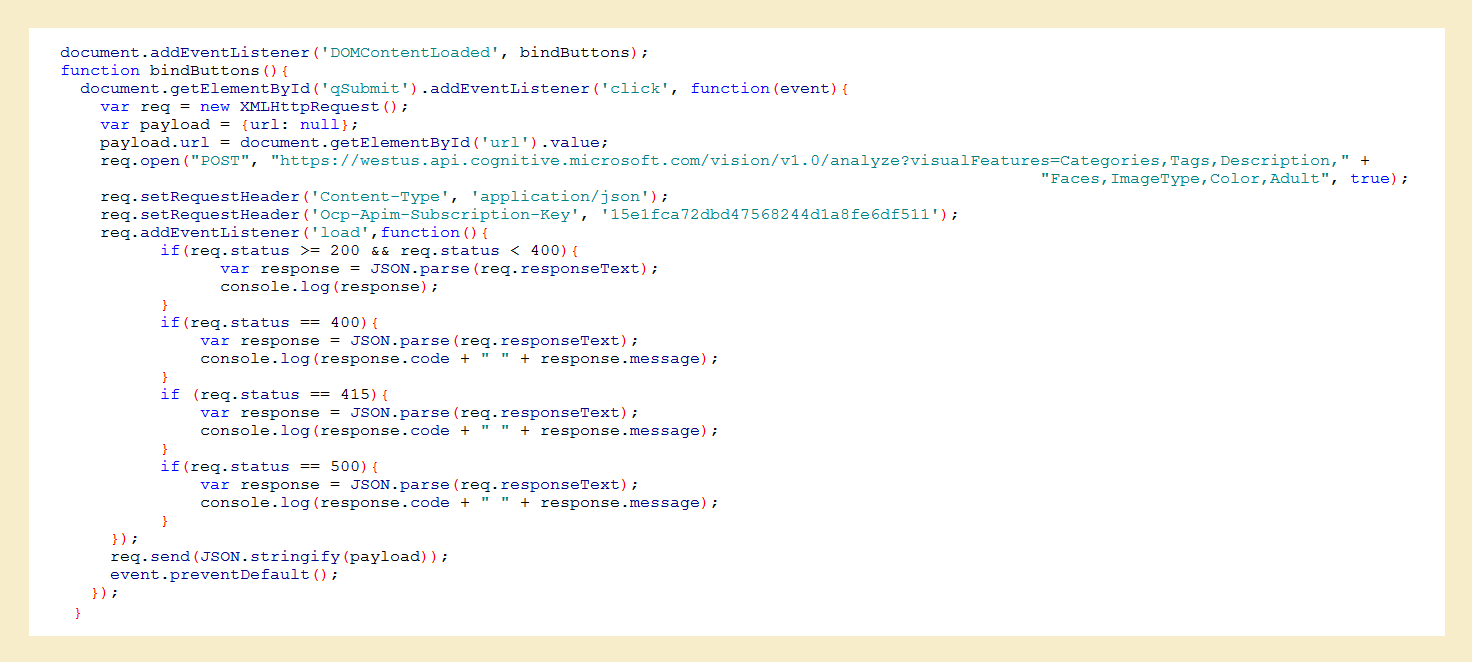 document.addEventListener('DOMContentLoaded', bindButtons);
function bindButtons(){
  document.getElementById('qSubmit').addEventListener('click', function(event){
    var req = new XMLHttpRequest();
    var payload = {url: null};
    payload.url = document.getElementById('url').value;
    req.open("POST", "https://westus.api.cognitive.microsoft.com/vision/v1.0/analyze?visualFeatures=Categories,Tags,Description," +
                                                                                                  "Faces,ImageType,Color,Adult", true);
    req.setRequestHeader('Content-Type', 'application/json');
    req.setRequestHeader('Ocp-Apim-Subscription-Key', '15e1fca72dbd47568244d1a8fe6df511');
    req.addEventListener('load',function(){
          if(req.status >= 200 && req.status < 400){
                var response = JSON.parse(req.responseText);
                console.log(response);
          }
          if(req.status == 400){
              var response = JSON.parse(req.responseText);
              console.log(response.code + " " + response.message);
          }
          if (req.status == 415){
              var response = JSON.parse(req.responseText);
              console.log(response.code + " " + response.message);
          }
          if(req.status == 500){
              var response = JSON.parse(req.responseText);
              console.log(response.code + " " + response.message);
          }
     });
     req.send(JSON.stringify(payload));
     event.preventDefault();
   });
 }